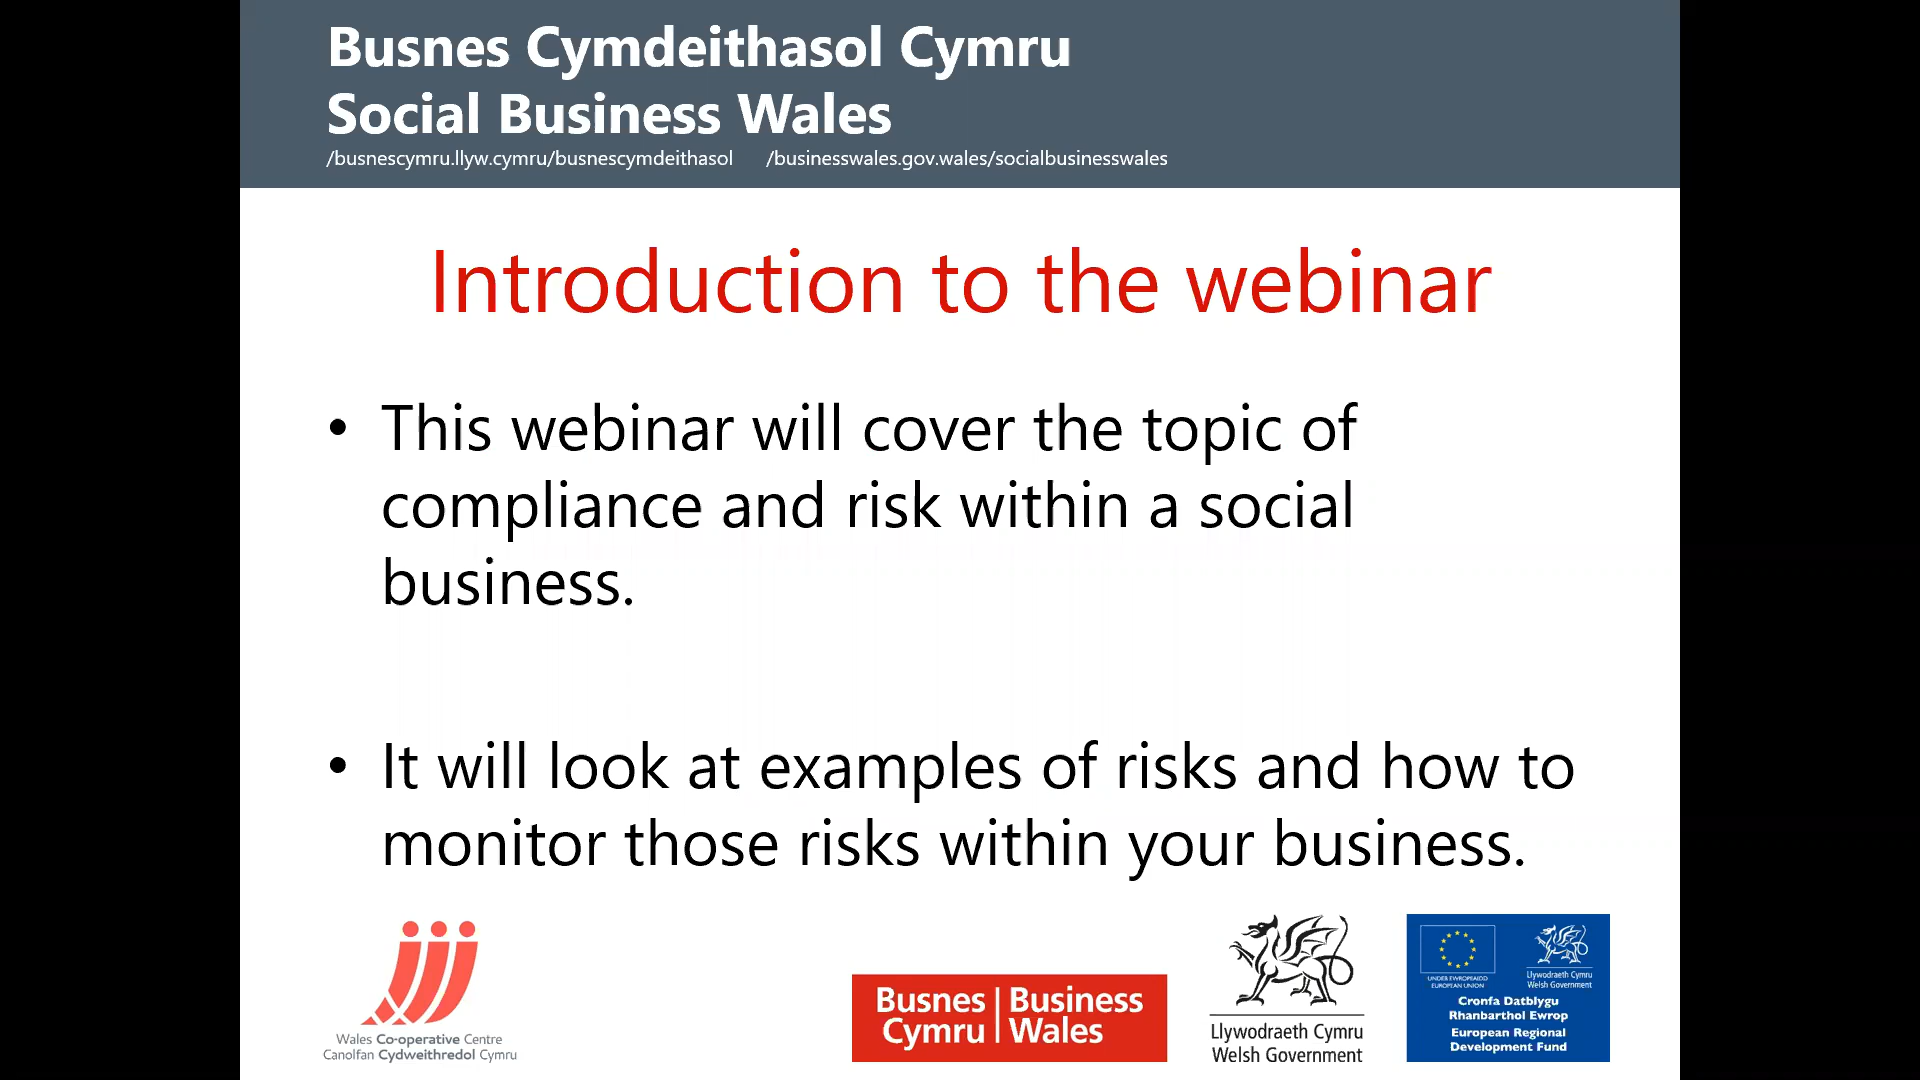 Busnes Cymdeithasol Cymru
Social Business Wales
/busnescymru.llyw.cymru/busnescymdeithasol /businesswales.gov.wales/socialbusinesswales
Introduction to the webinar
• This webinar will cover the topic of
compliance and risk within a social
business.
• It will look at examples of risks and how to
monitor those risks within your business.
Wales Co-operative Centre
Canolfan Cydweithredol Cymru
Busnes Cymru | Business Wales
Llywodraeth Cymru
Welsh Government
UNDEB EWROPEAIDD
EUROPEAN UNION
Llywodraeth Cymru
Welsh Government
Cronfa Datblygu
Rhanbarthol Ewrop
European Regional
Development Fund